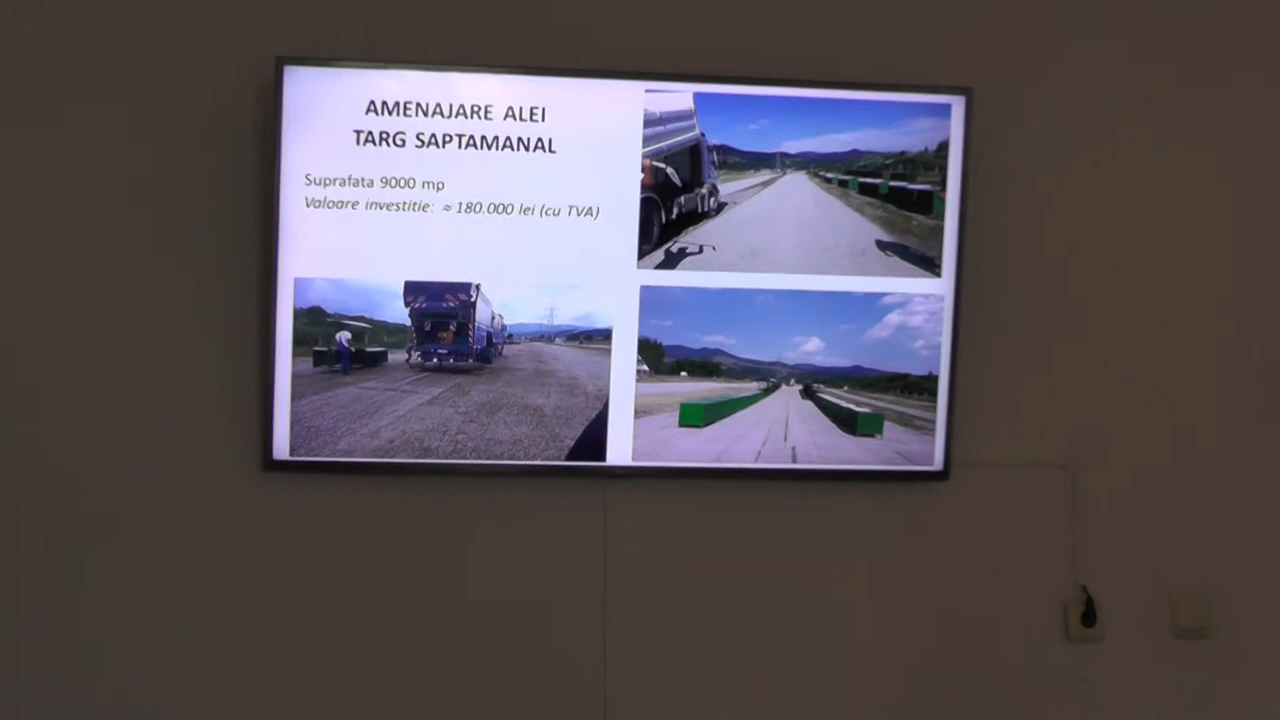 AMENAJARE ALEI
TARG SAPTAMANAL
Suprafata 9000 mp
Valoare investitie: ≈ 180.000 lei (cu TVA)